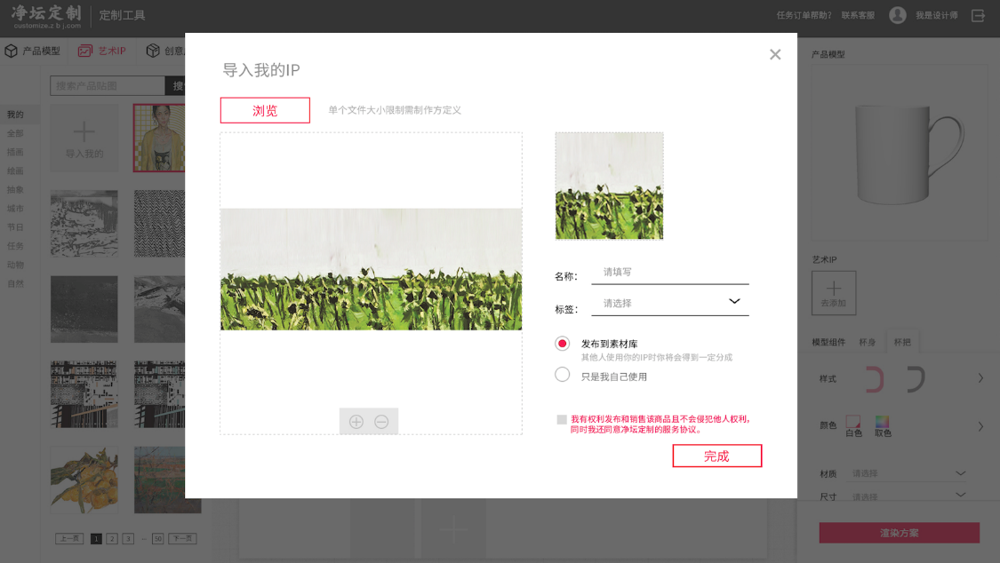 净坛定制
customize.z b j.com
定制工具
任务订单帮助?
联系客服
我是设计师
产品模型
艺术IP
创意
搜索产品贴图
搜
我的
全部
插画
绘画
抽象
城市
节日
任务
动物
自然
导入我的
上一页 1 2 3 ··· 50 下一页
导入我的IP
浏览
单个文件大小限制需制作方定义
名称：
请填写
标签：
请选择
发布到素材库
其他人使用你的IP时你将会得到一定分成
只是我自己使用
我有权利发布和销售该商品且不会侵犯他人权利，
同时我还同意净坛定制的服务协议。
完成
产品模型
艺术IP
去添加
模型组件 杯身 杯把
样式
颜色
白色
取色
材质 请选择
尺寸 请选择
渲染方案